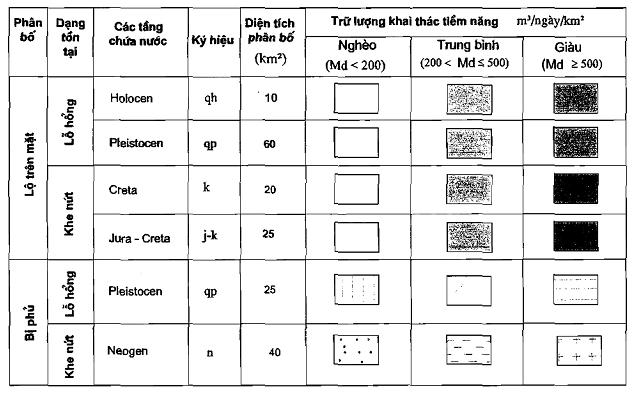 Phân bố
Dạng tồn tại
Các tầng chứa nước
Ký hiệu
Diện tích phân bố (km²)
Trữ lượng khai thác tiềm năng m³/ngày/km²
Nghèo (Md < 200)
Trung bình (200 < Md ≤ 500)
Giàu (Md ≥ 500)
Lộ trên mặt
Lỗ hổng
Holocen qh 10
Pleistocen qp 60
Khe nứt
Creta k 20
Jura - Creta j-k 25
Bị phủ
Lỗ hổng
Pleistocen qp 25
Khe nứt
Neogen n 40